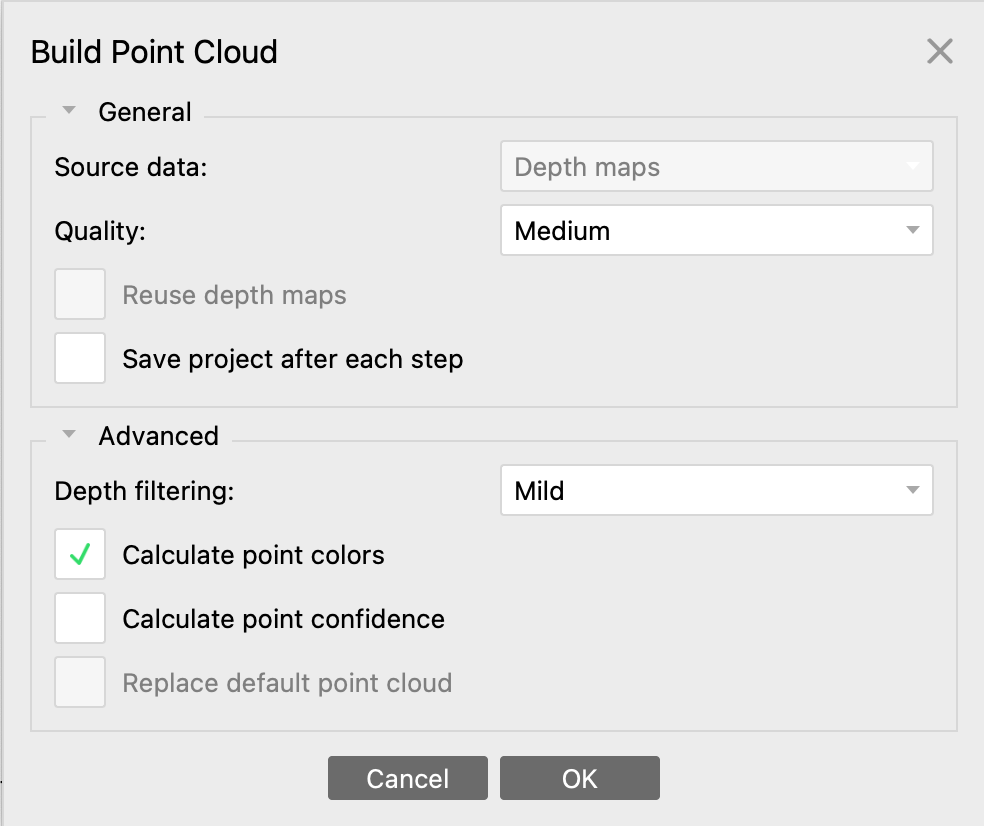 Build Point Cloud
General
Source data: Depth maps
Quality: Medium
Reuse depth maps
Save project after each step
Advanced
Depth filtering: Mild
Calculate point colors
Calculate point confidence
Replace default point cloud
Cancel OK